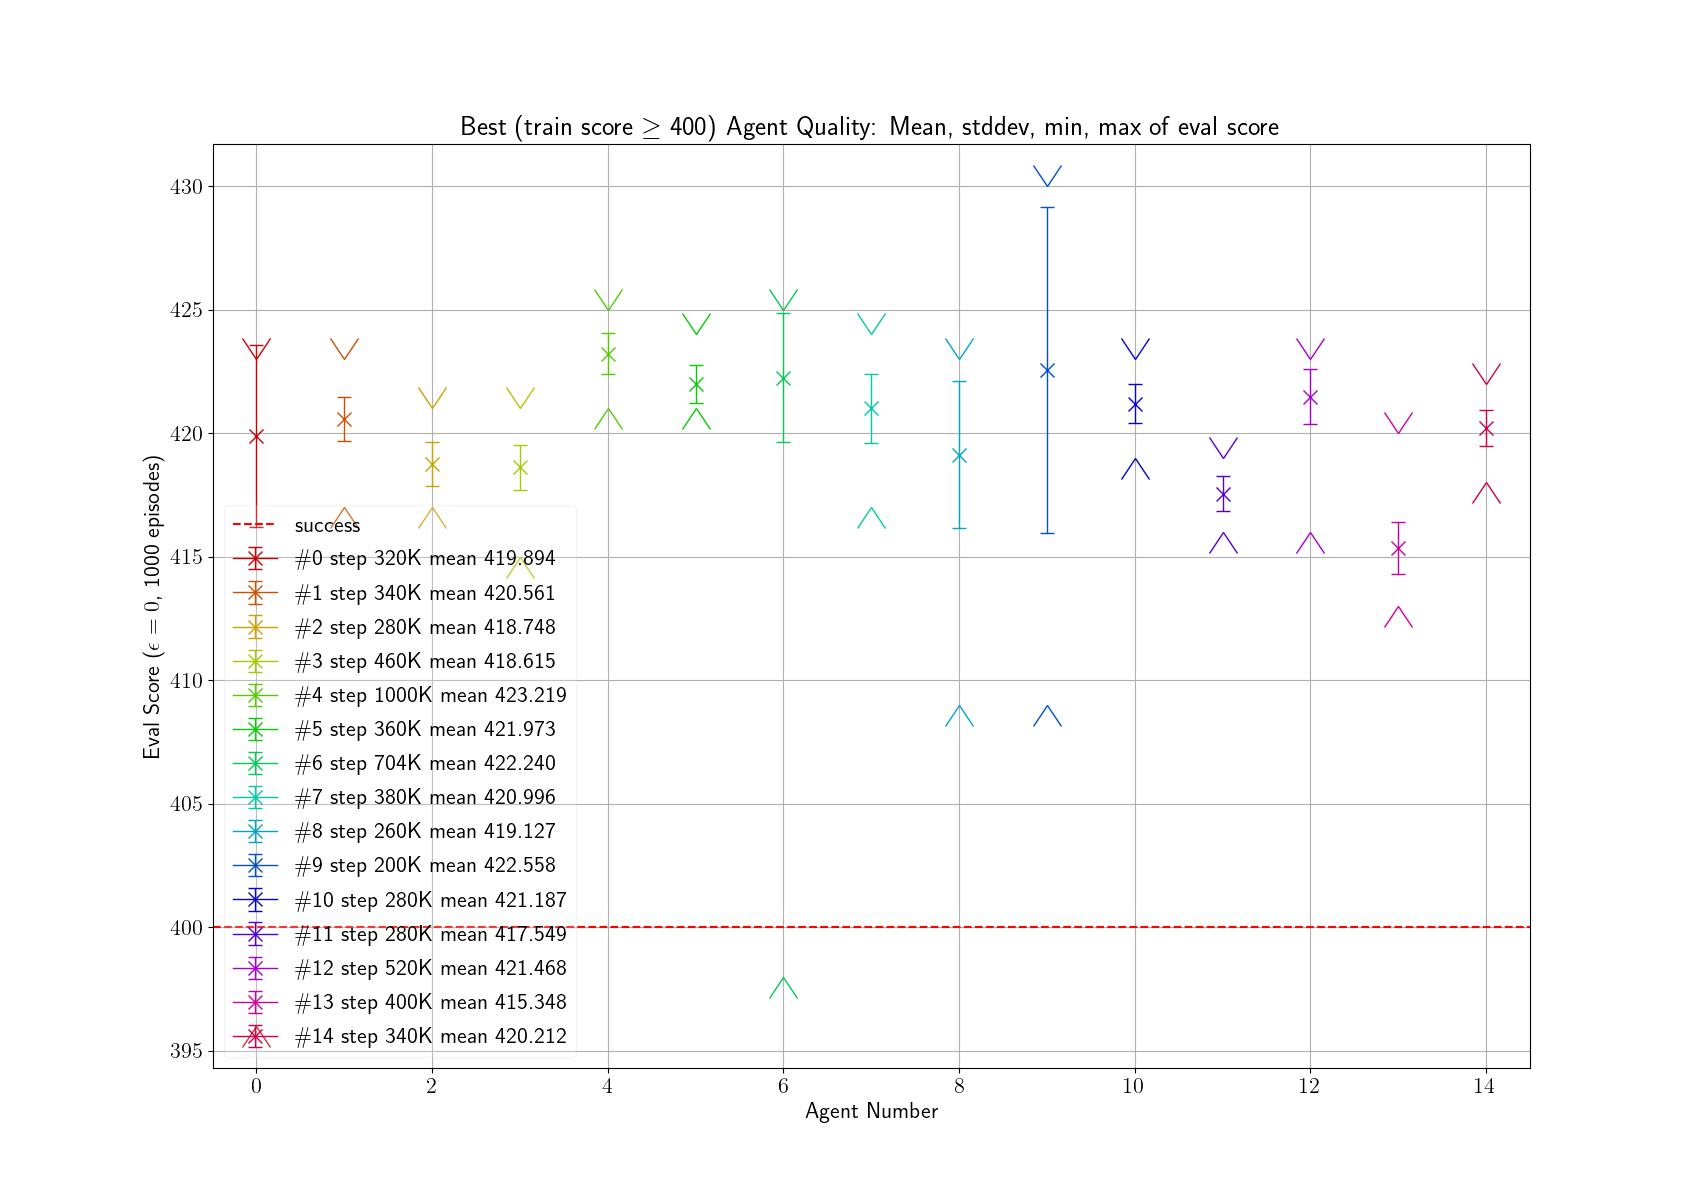 Best (train score ≥ 400) Agent Quality: Mean, stddev, min, max of eval score
Eval Score (ϵ = 0, 1000 episodes)
430
425
420
415
410
405
400
395
success
#0 step 320K mean 419.894
#1 step 340K mean 420.561
#2 step 280K mean 418.748
#3 step 460K mean 418.615
#4 step 1000K mean 423.219
#5 step 360K mean 421.973
#6 step 704K mean 422.240
#7 step 380K mean 420.996
#8 step 260K mean 419.127
#9 step 200K mean 422.558
#10 step 280K mean 421.187
#11 step 280K mean 417.549
#12 step 520K mean 421.468
#13 step 400K mean 415.348
#14 step 340K mean 420.212
0 2 4 6 8 10 12 14
Agent Number